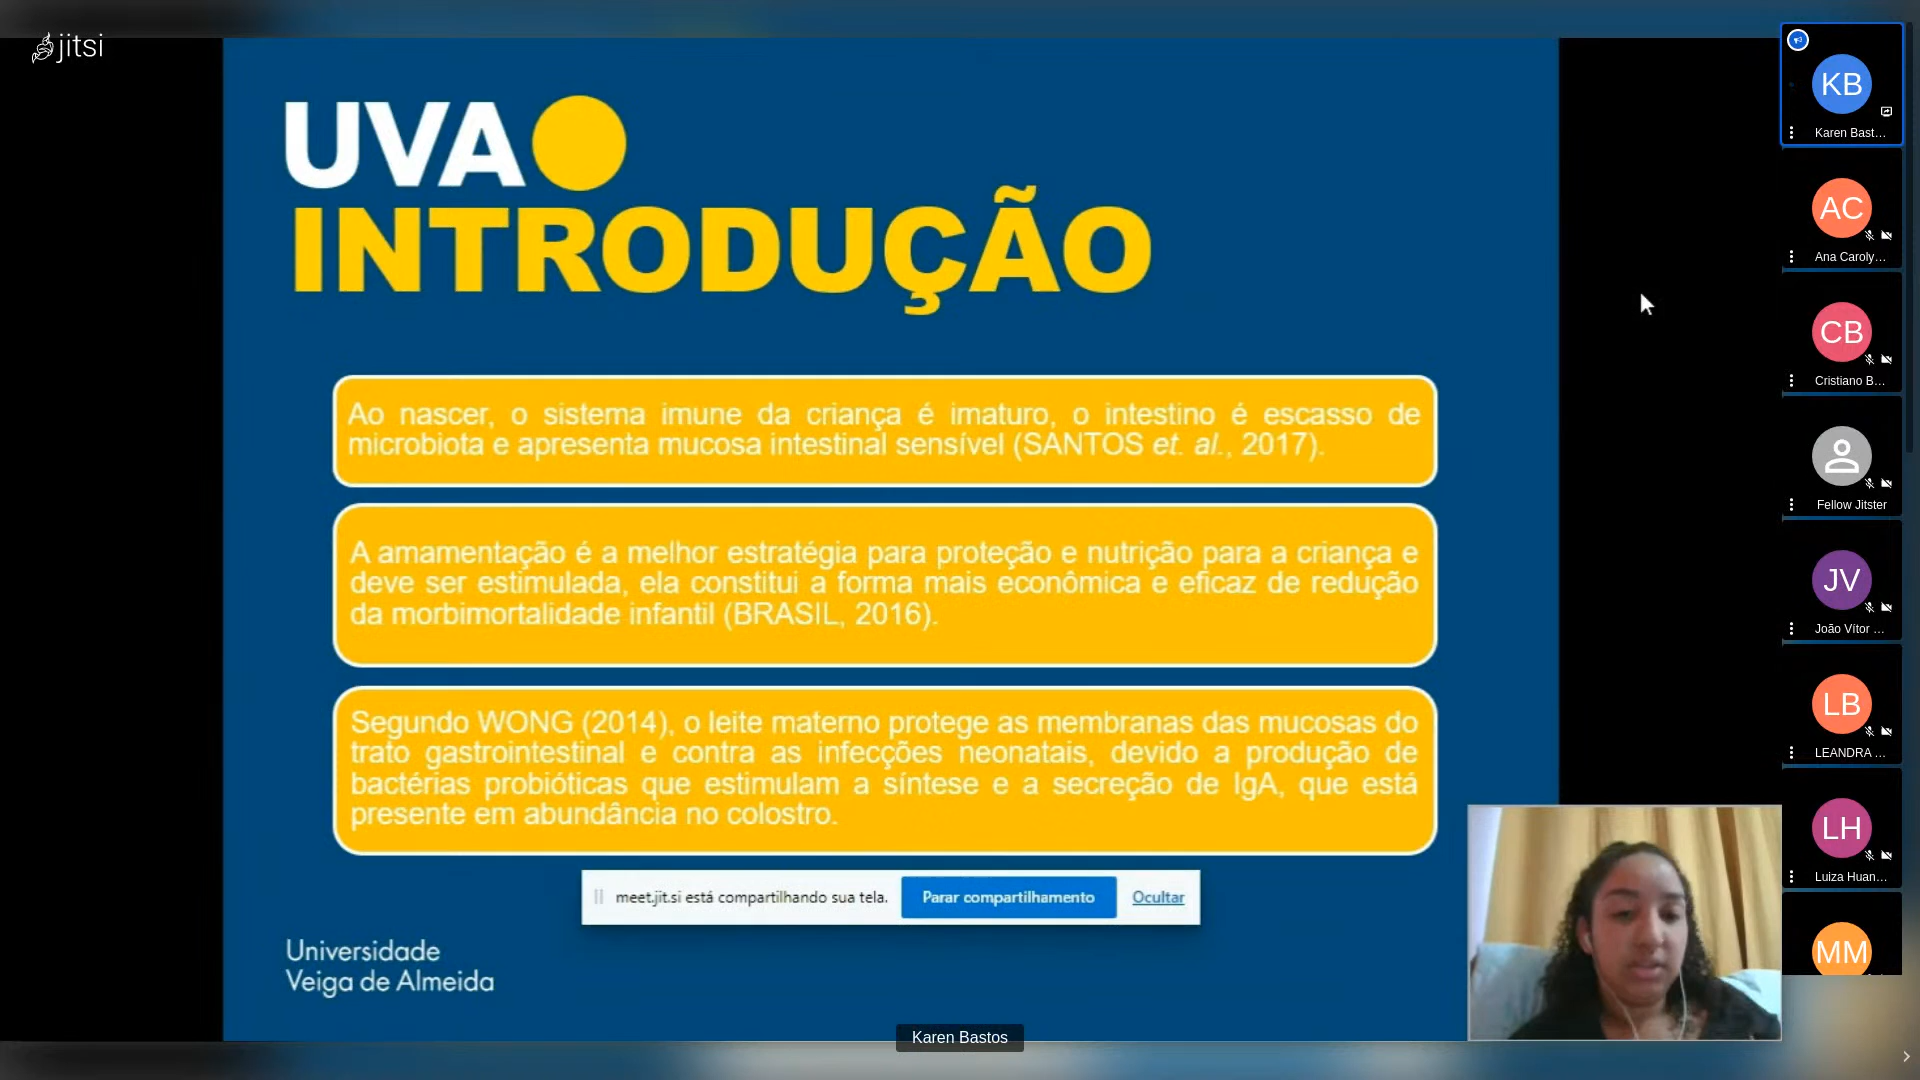 jitsi
UVA
INTRODUÇÃO
Ao nascer, o sistema imune da criança é imaturo, o intestino é escasso de
microbiota e apresenta mucosa intestinal sensível (SANTOS et. al., 2017).
A amamentação é a melhor estratégia para proteção e nutrição para a criança e
deve ser estimulada, ela constitui a forma mais econômica e eficaz de redução
da morbimortalidade infantil (BRASIL, 2016).
Segundo WONG (2014), o leite materno protege as membranas das mucosas do
trato gastrointestinal e contra as infecções neonatais, devido a produção de
bactérias probióticas que estimulam a síntese e a secreção de IgA, que está
presente em abundância no colostro.
meet.jit.si está compartilhando sua tela. Parar compartilhamento Ocultar
Universidade
Veiga de Almeida
Karen Bastos
KB
Karen Bast...
AC
Ana Caroly...
CB
Cristiano B...
Fellow Jitster
JV
João Vítor ...
LB
LEANDRA ...
LH
Luiza Huan...
MM